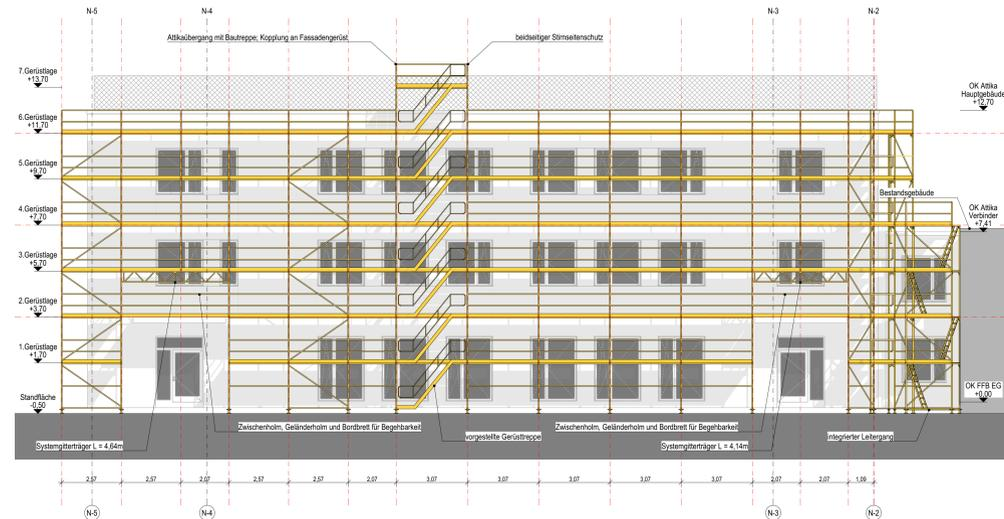 N-5
N-4
N-3
N-2
Attikaübergang mit Bautreppe; Kopplung an Fassadengerüst
beidseitiger Stirnseitenschutz
7.Gerüstlage
+13.70
OK Attika
Hauptgebäude
+12.70
6.Gerüstlage
+11.70
5.Gerüstlage
+9.70
Bestandsgebäude
4.Gerüstlage
+7.70
OK Attika
Verbinder
+7.41
3.Gerüstlage
+5.70
2.Gerüstlage
+3.70
1.Gerüstlage
+1.70
OK FFB EG
±0.00
Standfläche
-0.50
Zwischenholm, Geländerholm und Bordbrett für Begehbarkeit
Zwischenholm, Geländerholm und Bordbrett für Begehbarkeit
vorgestellte Gerüsttreppe
integrierter Leitergang
Systemgitterträger L = 4,64m
Systemgitterträger L = 4,14m
2,57
2,57
2,07
2,57
2,57
2,07
3,07
3,07
3,07
3,07
3,07
2,07
2,07
1,09
N-5
N-4
N-3
N-2